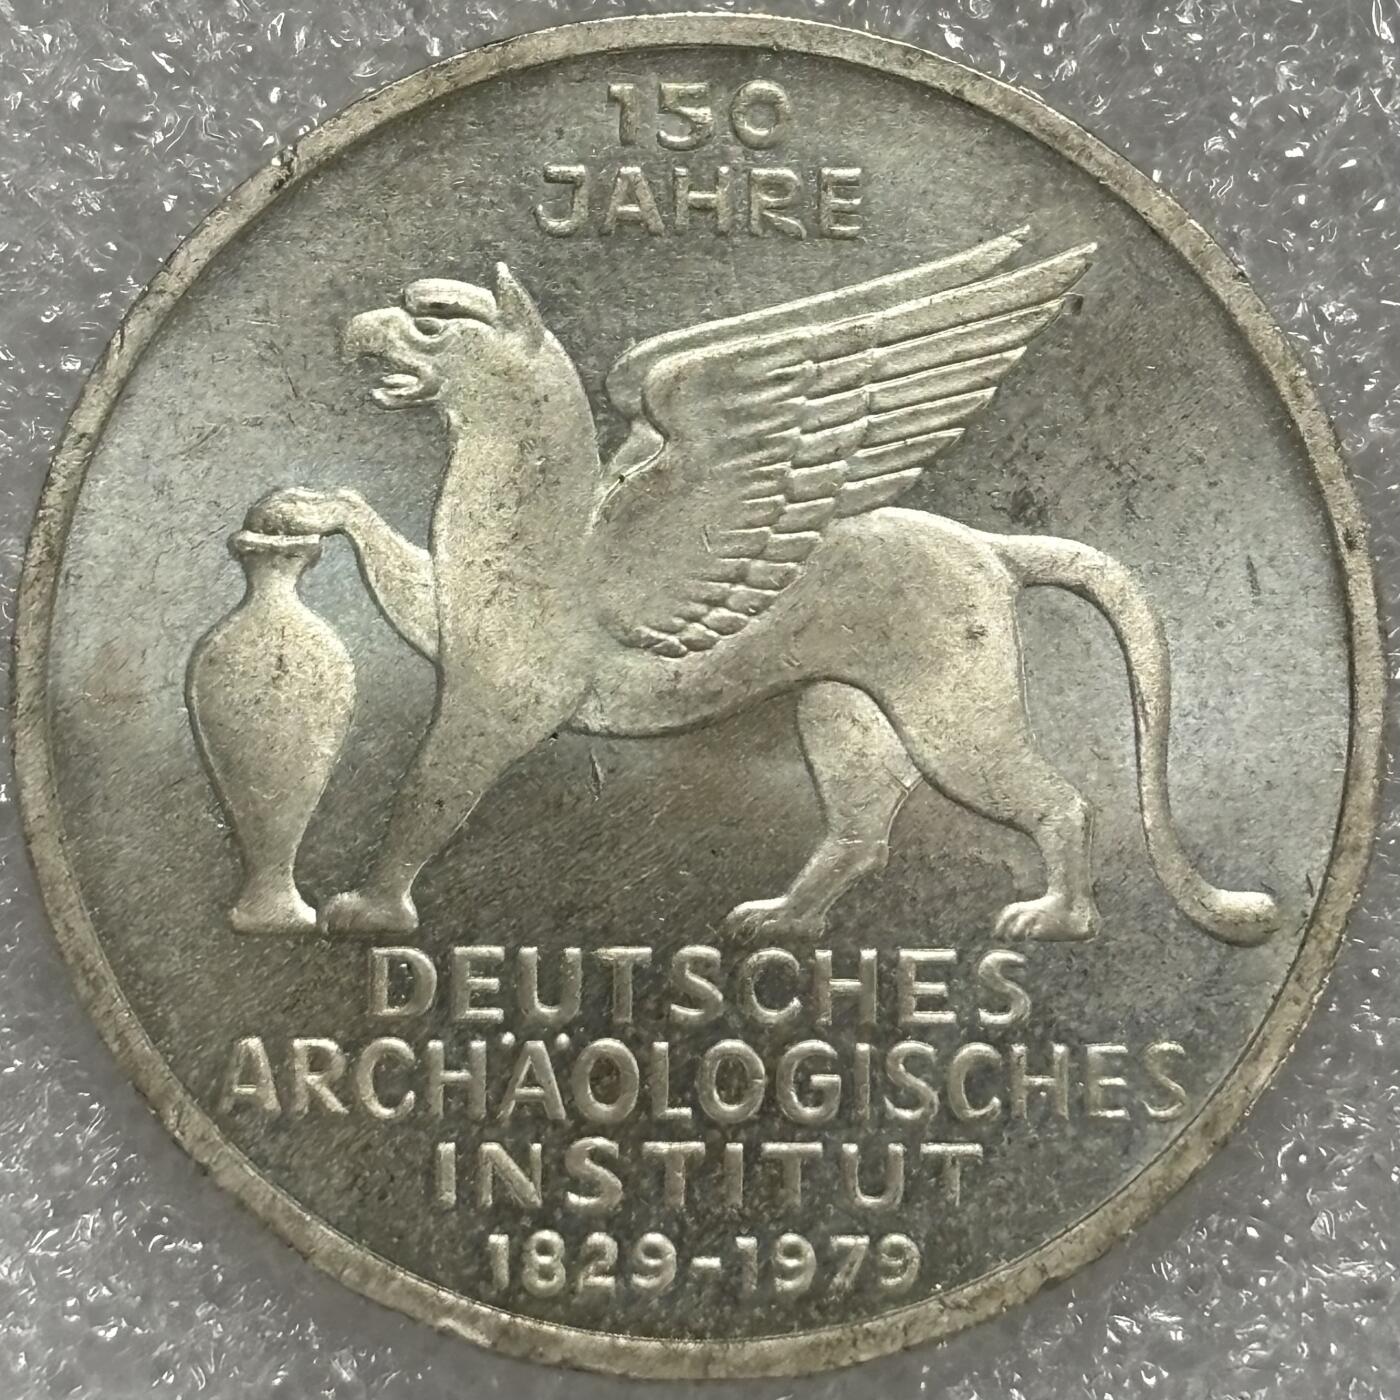 150
JAHRE
DEUTSCHES
ARCHÄOLOGISCHES
INSTITUT
1829-1979